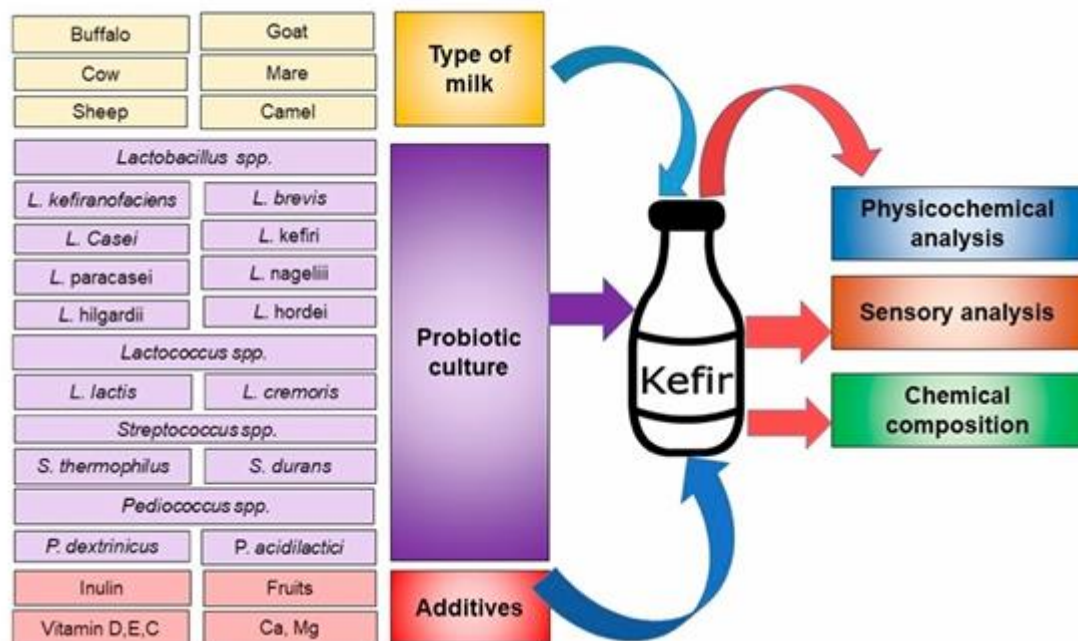 Buffalo
Goat
Cow
Mare
Sheep
Camel
Type of
milk
Lactobacillus spp.
L. kefiranofaciens
L. brevis
L. Casei
L. kefiri
L. paracasei
L. nageliii
L. hilgardii
L. hordei
Lactococcus spp.
L. lactis
L. cremoris
Streptococcus spp.
S. thermophilus
S. durans
Pediococcus spp.
P. dextrinicus
P. acidilactici
Probiotic
culture
Inulin
Fruits
Vitamin D,E,C
Ca, Mg
Additives
Kefir
Physicochemical
analysis
Sensory analysis
Chemical
composition